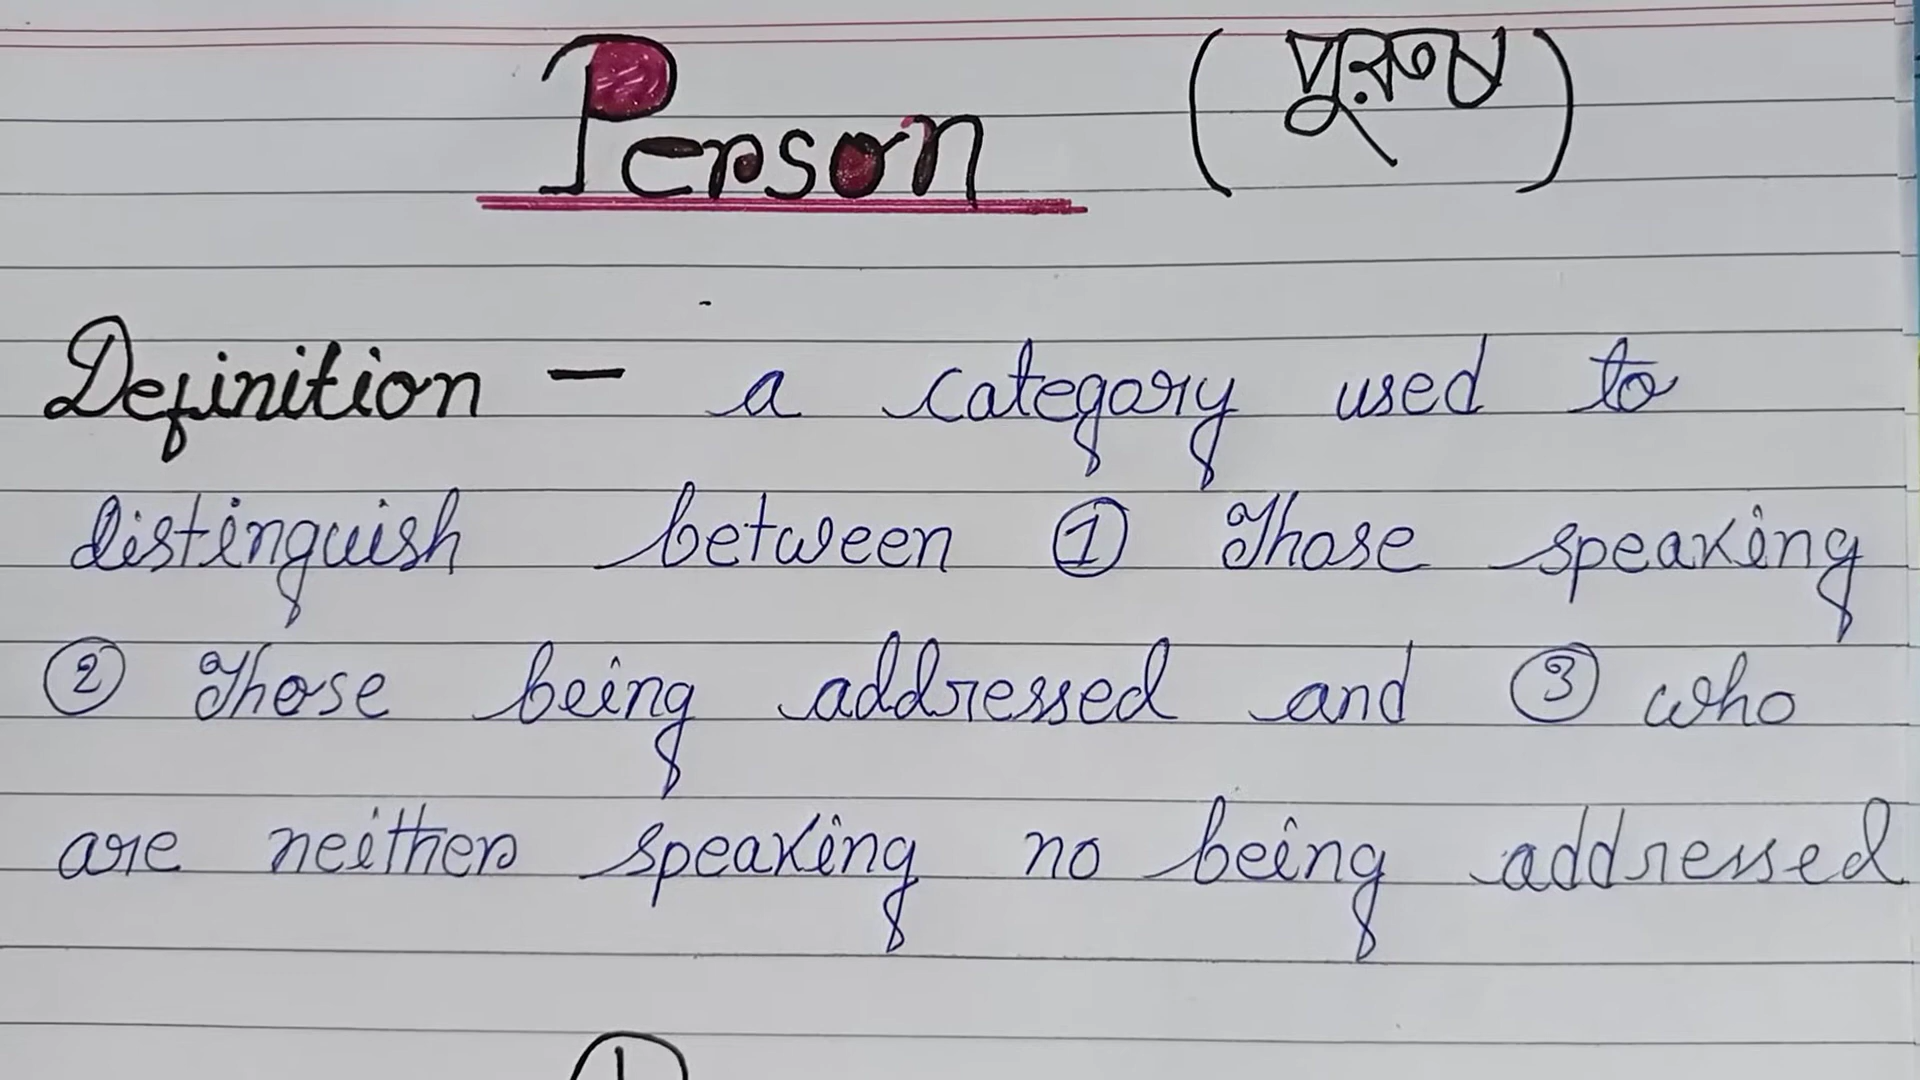 Person (পুরুষ)
Definition — a category used to
distinguish between ① Those speaking
② Those being addressed and ③ who
are neither speaking no being addressed